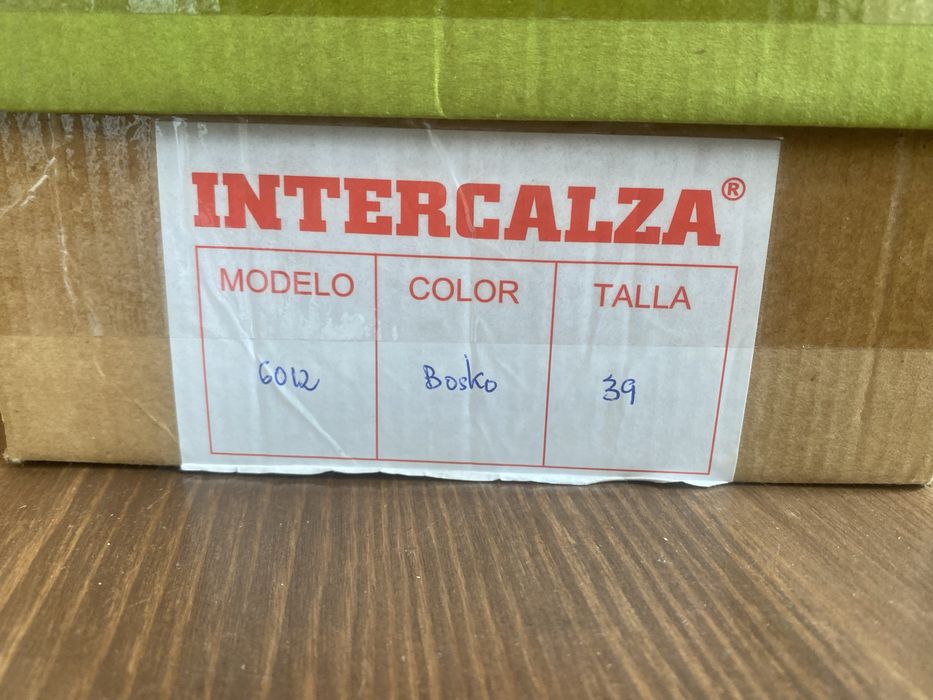 INTERCALZA®
MODELO COLOR TALLA
6012 Bosko 39